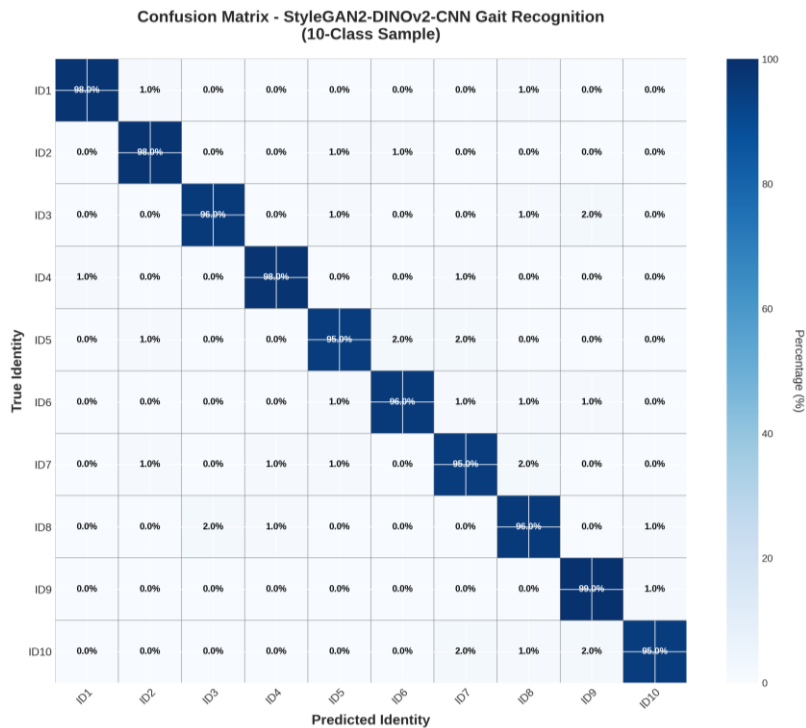 Confusion Matrix - StyleGAN2-DINOv2-CNN Gait Recognition
(10-Class Sample)
ID1 98.0% 1.0% 0.0% 0.0% 0.0% 0.0% 0.0% 1.0% 0.0% 0.0%
ID2 0.0% 98.0% 0.0% 0.0% 1.0% 1.0% 0.0% 0.0% 0.0% 0.0%
ID3 0.0% 0.0% 96.0% 0.0% 1.0% 0.0% 0.0% 1.0% 2.0% 0.0%
ID4 1.0% 0.0% 0.0% 98.0% 0.0% 0.0% 1.0% 0.0% 0.0% 0.0%
ID5 0.0% 1.0% 0.0% 0.0% 95.0% 2.0% 2.0% 0.0% 0.0% 0.0%
ID6 0.0% 0.0% 0.0% 0.0% 1.0% 96.0% 1.0% 1.0% 1.0% 0.0%
ID7 0.0% 1.0% 0.0% 1.0% 1.0% 0.0% 95.0% 2.0% 0.0% 0.0%
ID8 0.0% 0.0% 2.0% 1.0% 0.0% 0.0% 0.0% 96.0% 0.0% 1.0%
ID9 0.0% 0.0% 0.0% 0.0% 0.0% 0.0% 0.0% 0.0% 99.0% 1.0%
ID10 0.0% 0.0% 0.0% 0.0% 0.0% 0.0% 2.0% 1.0% 2.0% 95.0%
ID1 ID2 ID3 ID4 ID5 ID6 ID7 ID8 ID9 ID10
Predicted Identity
True Identity
100
80
60
40
20
0
Percentage (%)